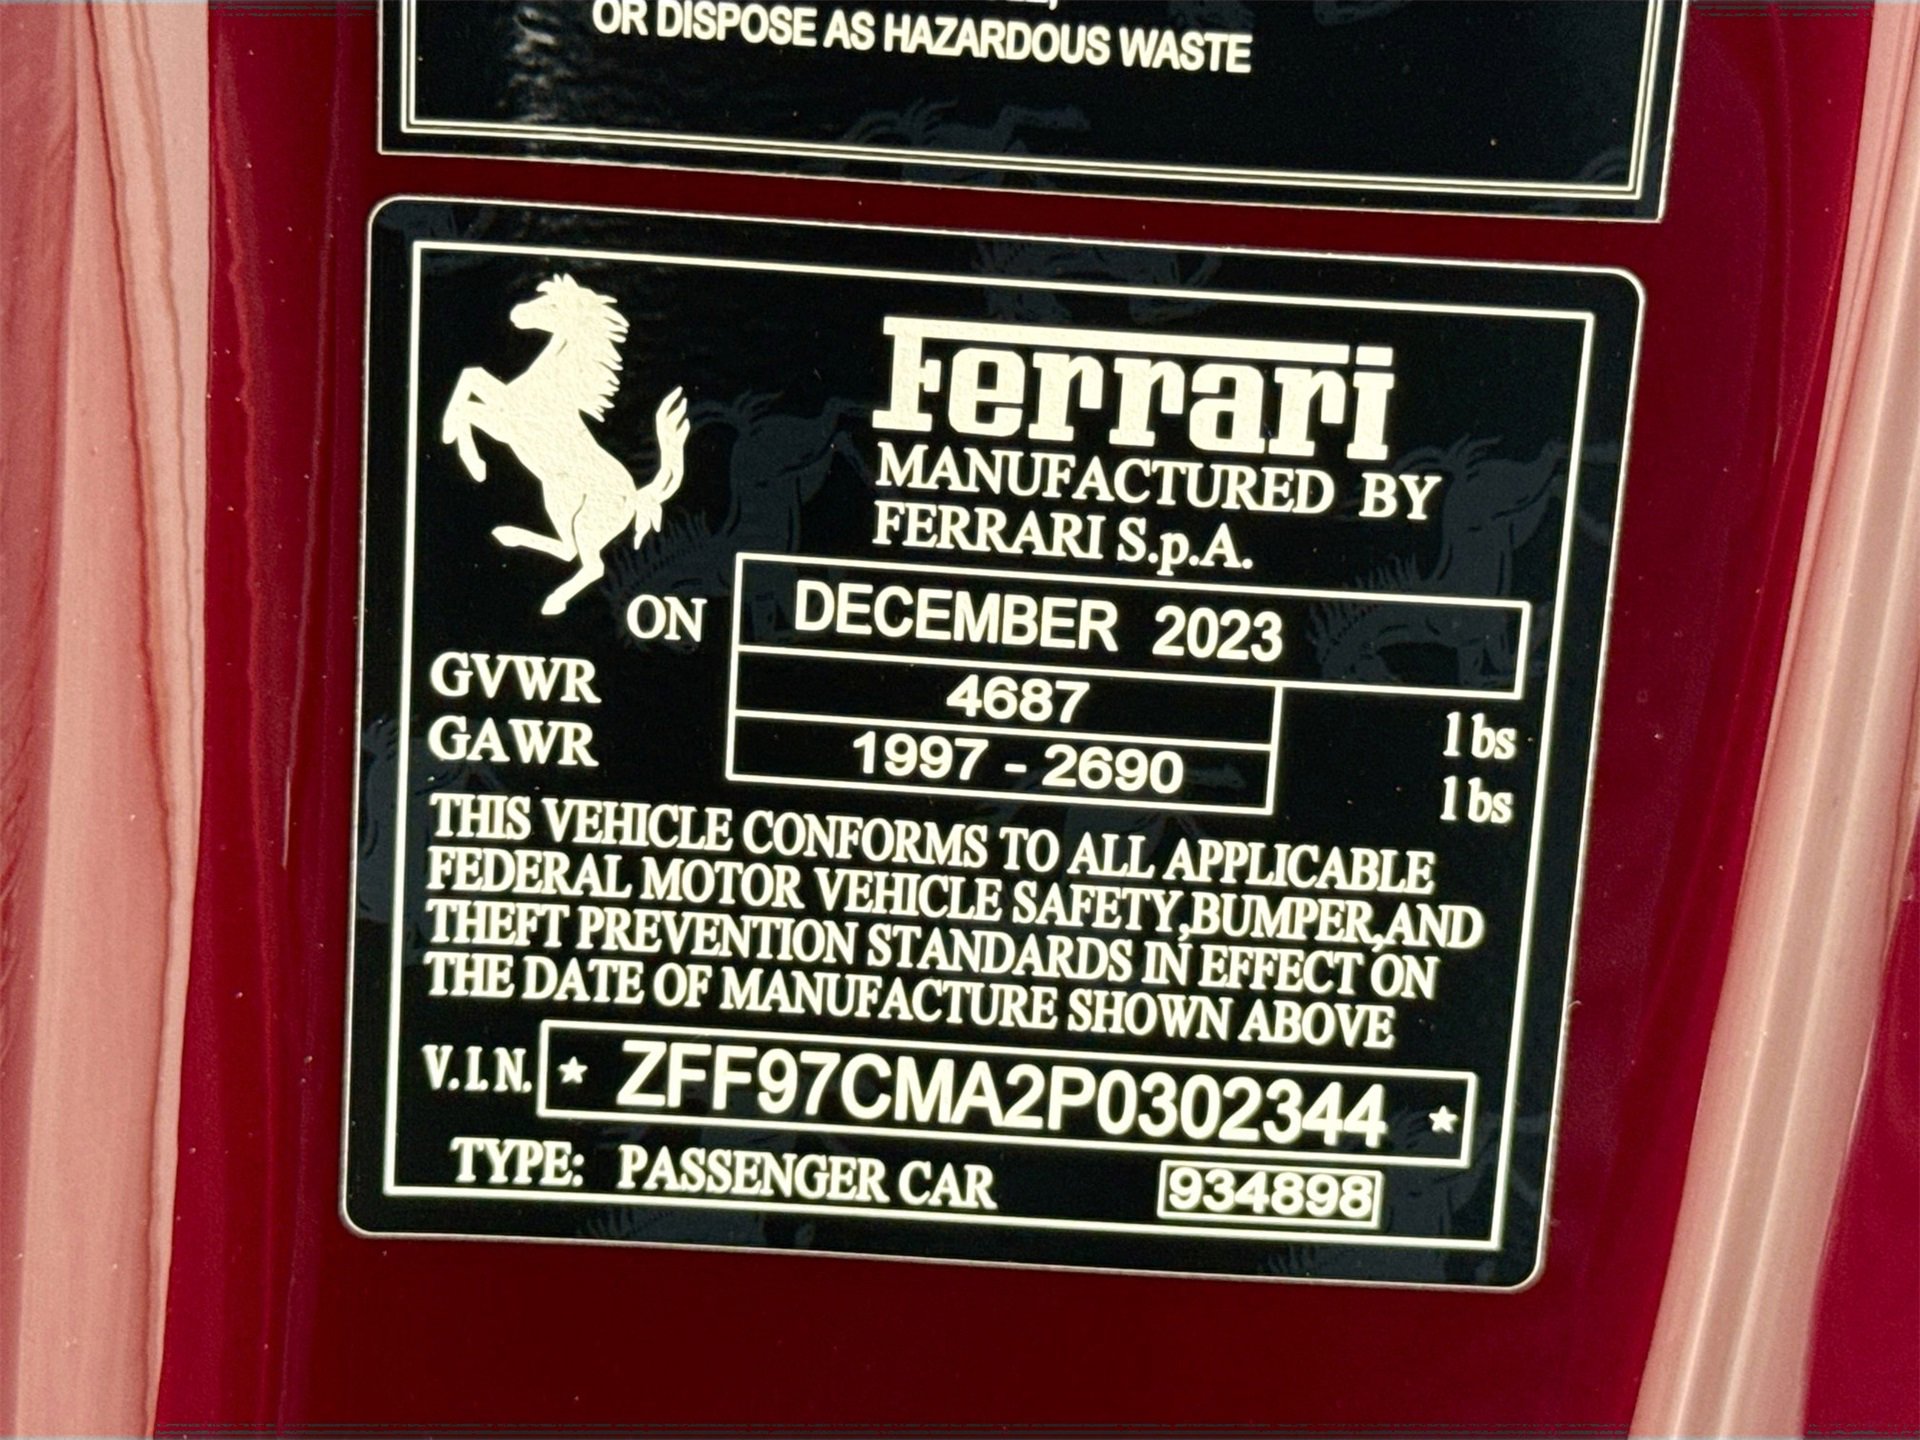 OR DISPOSE AS HAZARDOUS WASTE
Ferrari
MANUFACTURED BY
FERRARI S.p.A.
ON DECEMBER 2023
GVWR 4687 lbs
GAWR 1997 - 2690 lbs
THIS VEHICLE CONFORMS TO ALL APPLICABLE
FEDERAL MOTOR VEHICLE SAFETY,BUMPER,AND
THEFT PREVENTION STANDARDS IN EFFECT ON
THE DATE OF MANUFACTURE SHOWN ABOVE
V.I.N. ★ ZFF97CMA2P0302344 ★
TYPE: PASSENGER CAR 934898